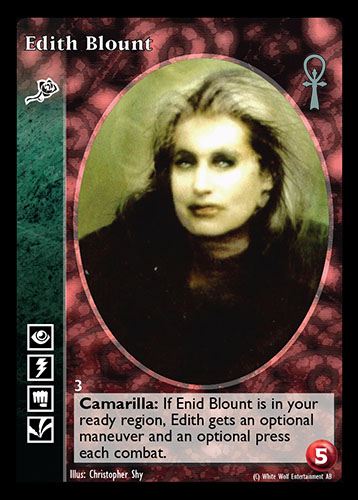 Edith Blount
3
Camarilla: If Enid Blount is in your
ready region, Edith gets an optional
maneuver and an optional press
each combat.
5
Illus: Christopher Shy
(C) White Wolf Entertainment AB